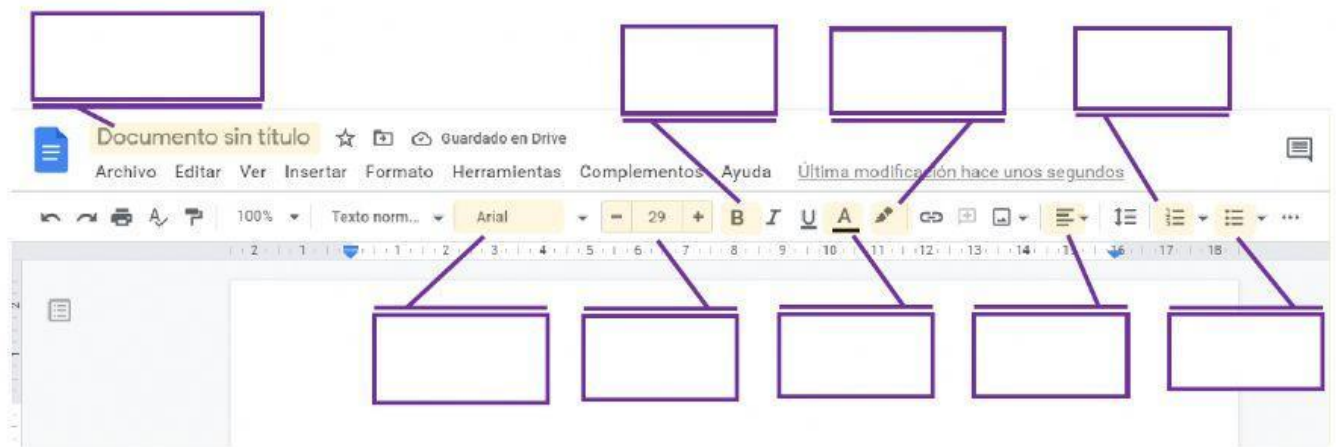 Documento sin título
Guardado en Drive
Archivo Editar Ver Insertar Formato Herramientas Complementos Ayuda Última modificación hace unos segundos
100% Texto norm... Arial - 29 + B I U A ...
2 1 1 2 3 4 5 6 7 8 9 10 11 12 13 14 15 16 17 18
2
1